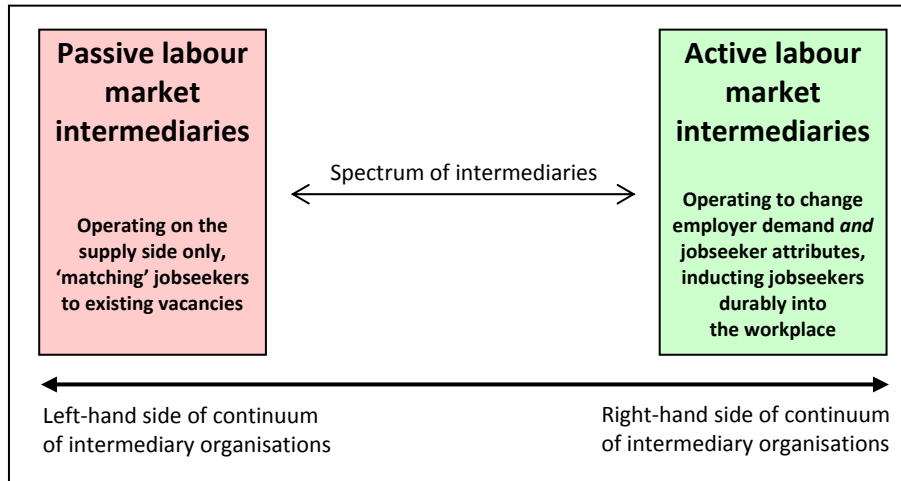 Passive labour
market
intermediaries
Operating on the
supply side only,
‘matching’ jobseekers
to existing vacancies
Spectrum of intermediaries
Active labour
market
intermediaries
Operating to change
employer demand and
jobseeker attributes,
inducting jobseekers
durably into
the workplace
Left-hand side of continuum
of intermediary organisations
Right-hand side of continuum
of intermediary organisations